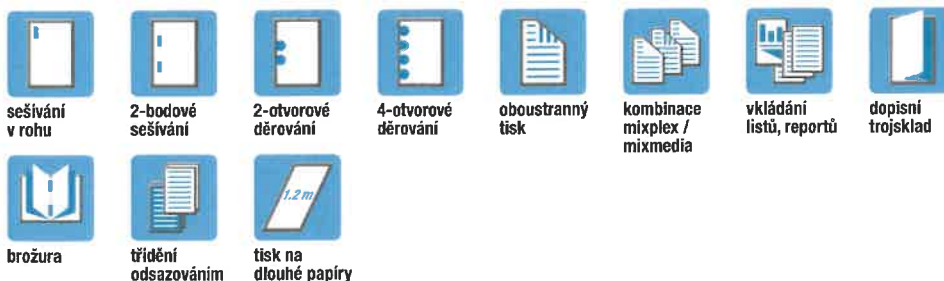 sešívání
v rohu
2-bodové
sešívání
2-otvorové
děrování
4-otvorové
děrování
oboustranný
tisk
kombinace
mixplex /
mixmedia
vkládání
listů, reportů
dopisní
trojsklad
brožura
třídění
odsazováním
1.2 m
tisk na
dlouhé papíry